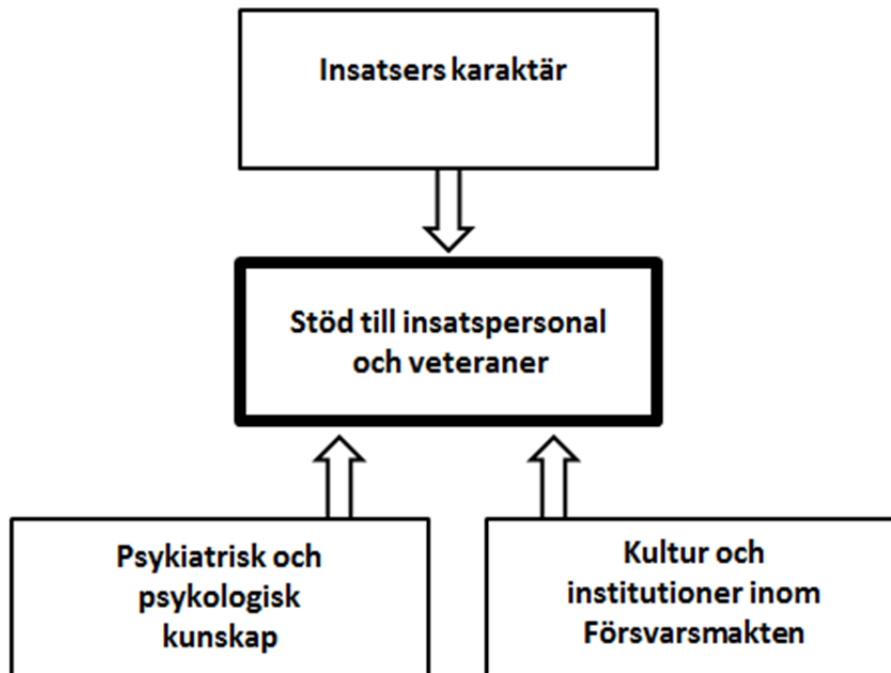 Insatsers karaktär
Stöd till insatspersonal
och veteraner
Psykiatrisk och
psykologisk
kunskap
Kultur och
institutioner inom
Försvarsmakten